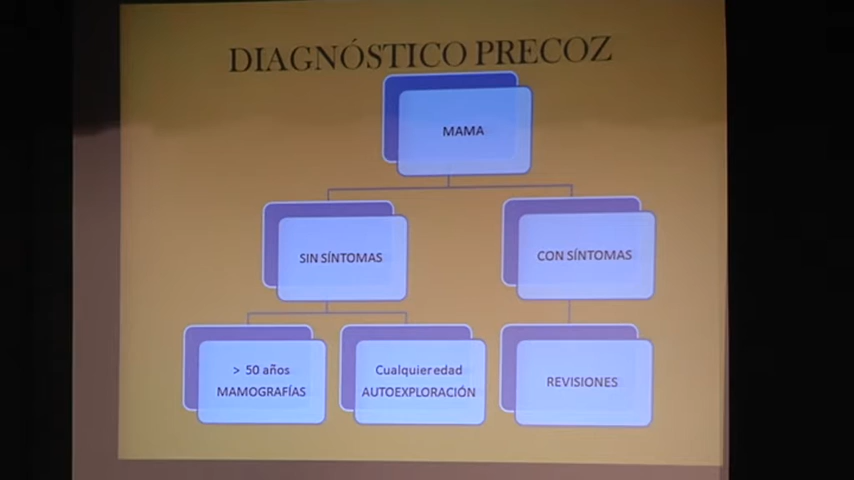 DIAGNÓSTICO PRECOZ
MAMA
SIN SÍNTOMAS
CON SÍNTOMAS
> 50 años
MAMOGRAFÍAS
Cualquier edad
AUTOEXPLORACIÓN
REVISIONES